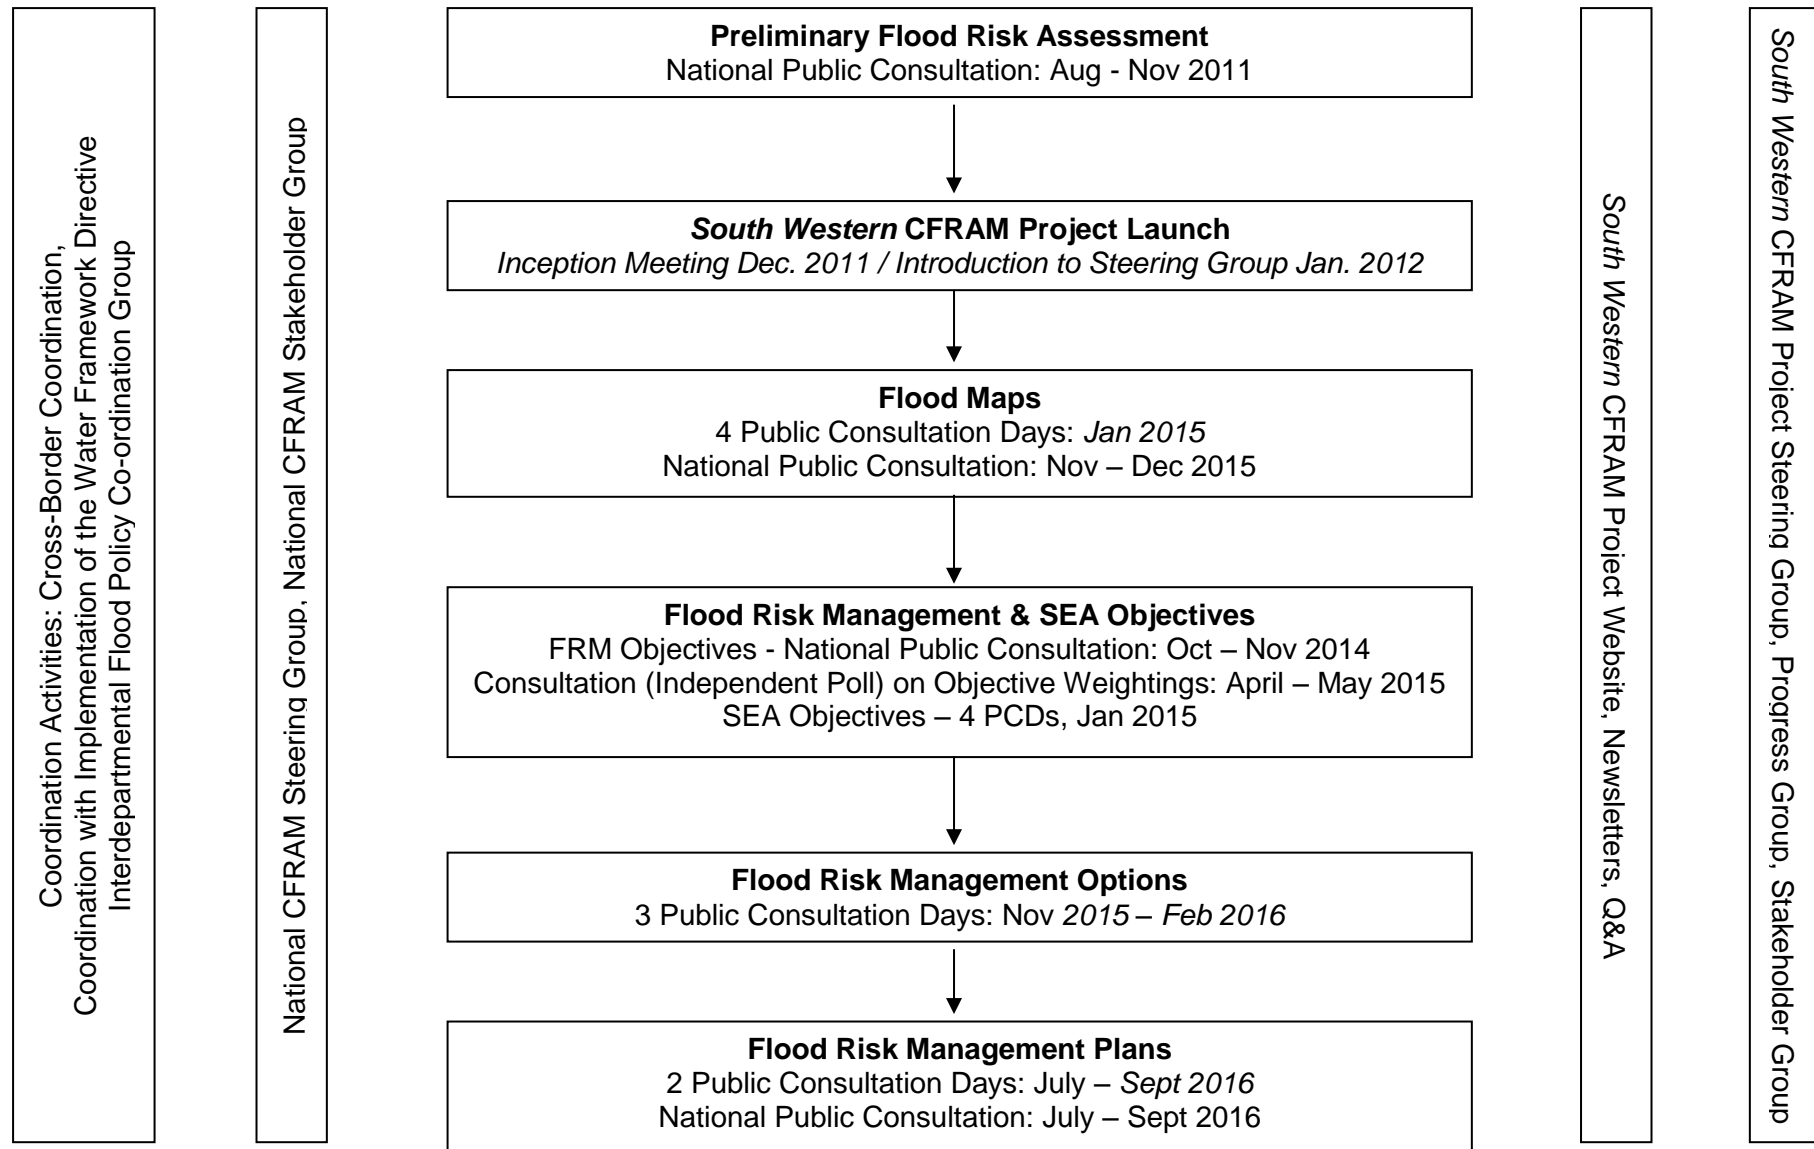 Coordination Activities: Cross-Border Coordination,
Coordination with Implementation of the Water Framework Directive
Interdepartmental Flood Policy Co-ordination Group
National CFRAM Steering Group, National CFRAM Stakeholder Group
Preliminary Flood Risk Assessment
National Public Consultation: Aug - Nov 2011
South Western CFRAM Project Launch
Inception Meeting Dec. 2011 / Introduction to Steering Group Jan. 2012
Flood Maps
4 Public Consultation Days: Jan 2015
National Public Consultation: Nov – Dec 2015
Flood Risk Management & SEA Objectives
FRM Objectives - National Public Consultation: Oct – Nov 2014
Consultation (Independent Poll) on Objective Weightings: April – May 2015
SEA Objectives – 4 PCDs, Jan 2015
Flood Risk Management Options
3 Public Consultation Days: Nov 2015 – Feb 2016
Flood Risk Management Plans
2 Public Consultation Days: July – Sept 2016
National Public Consultation: July – Sept 2016
South Western CFRAM Project Website, Newsletters, Q&A
South Western CFRAM Project Steering Group, Progress Group, Stakeholder Group